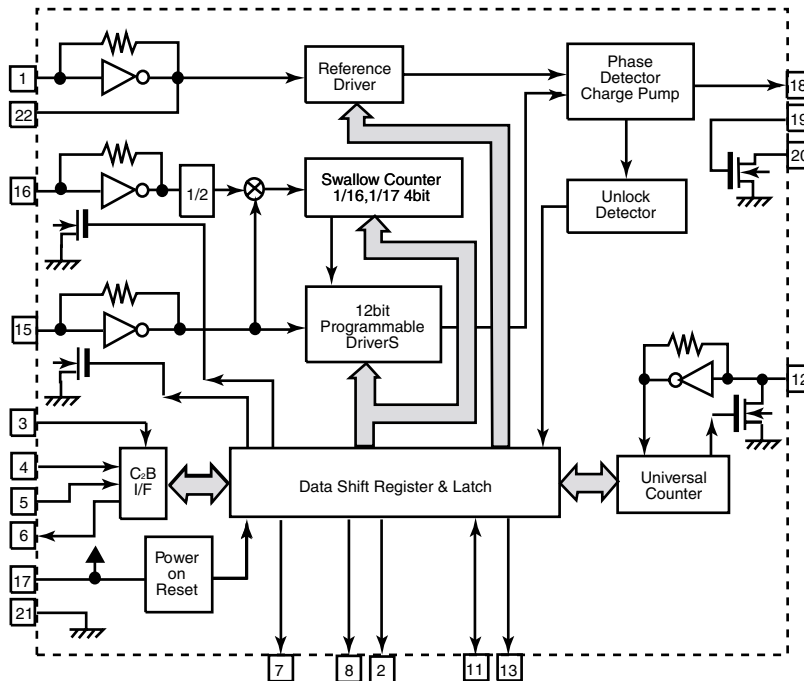 1
Reference
Driver
Phase
Detector
Charge Pump
18
22
19
20
16
1/2
Swallow Counter
1/16,1/17 4bit
Unlock
Detector
15
12bit
Programmable
DriverS
12
3
4
C₂B
I/F
5
6
Data Shift Register & Latch
Universal
Counter
17
Power
on
Reset
21
7
8
2
11
13